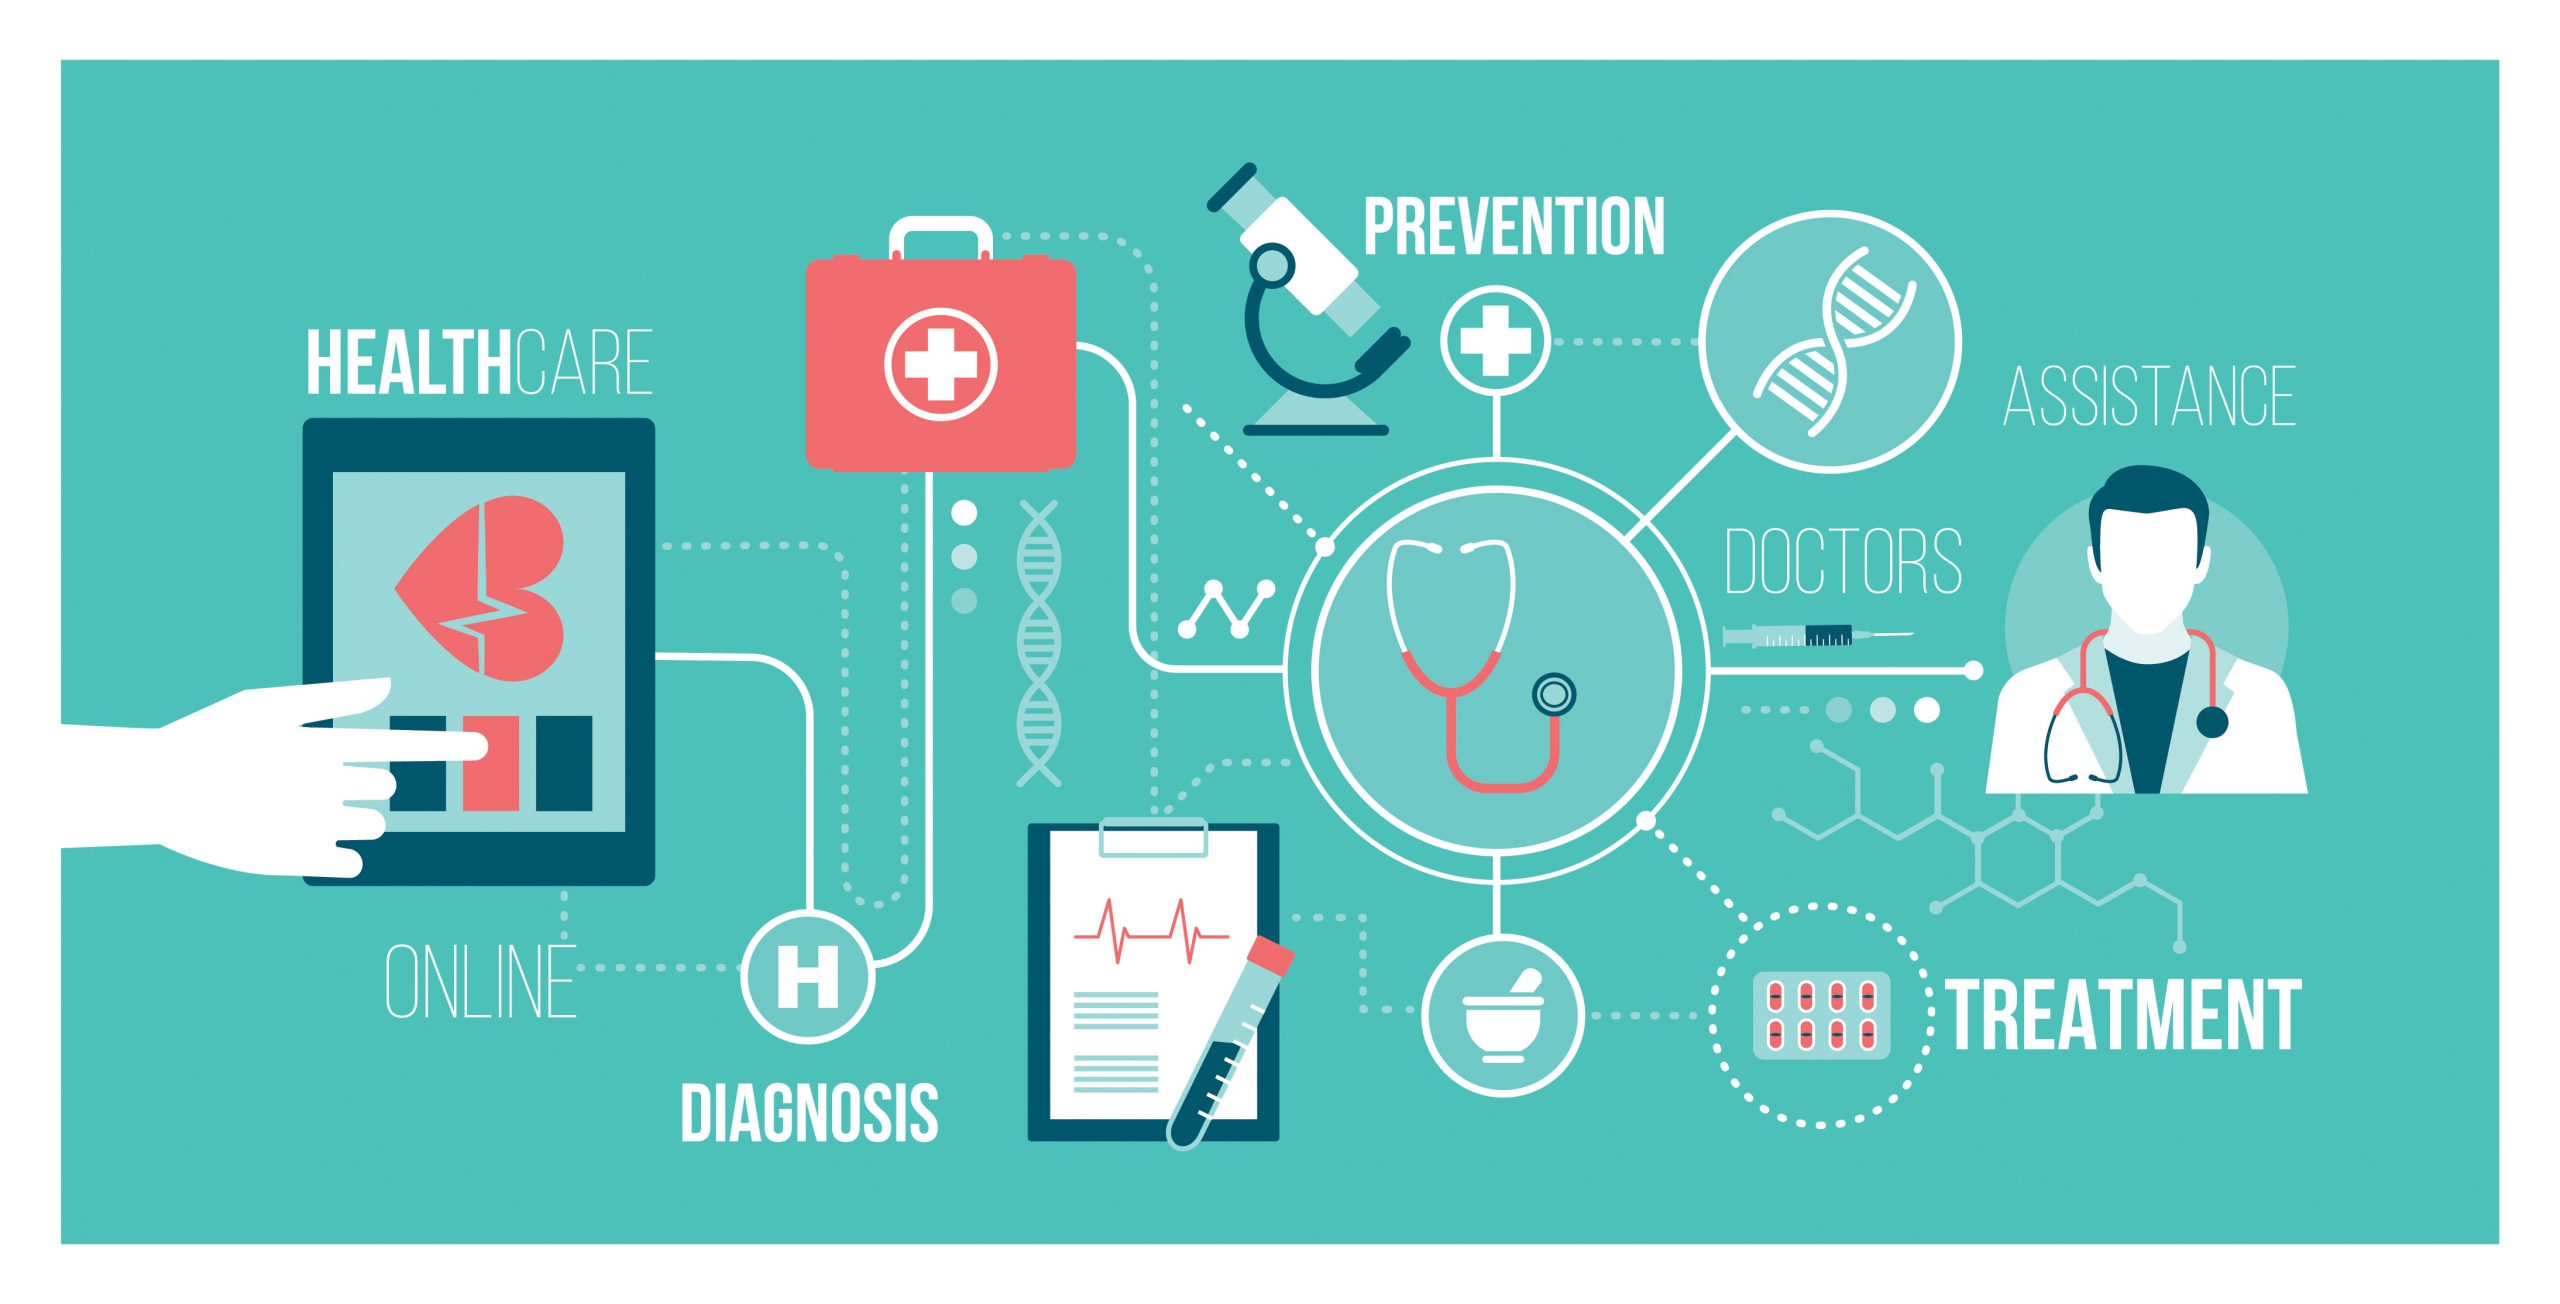 HEALTHCARE
PREVENTION
ASSISTANCE
DOCTORS
ONLINE
H
DIAGNOSIS
TREATMENT